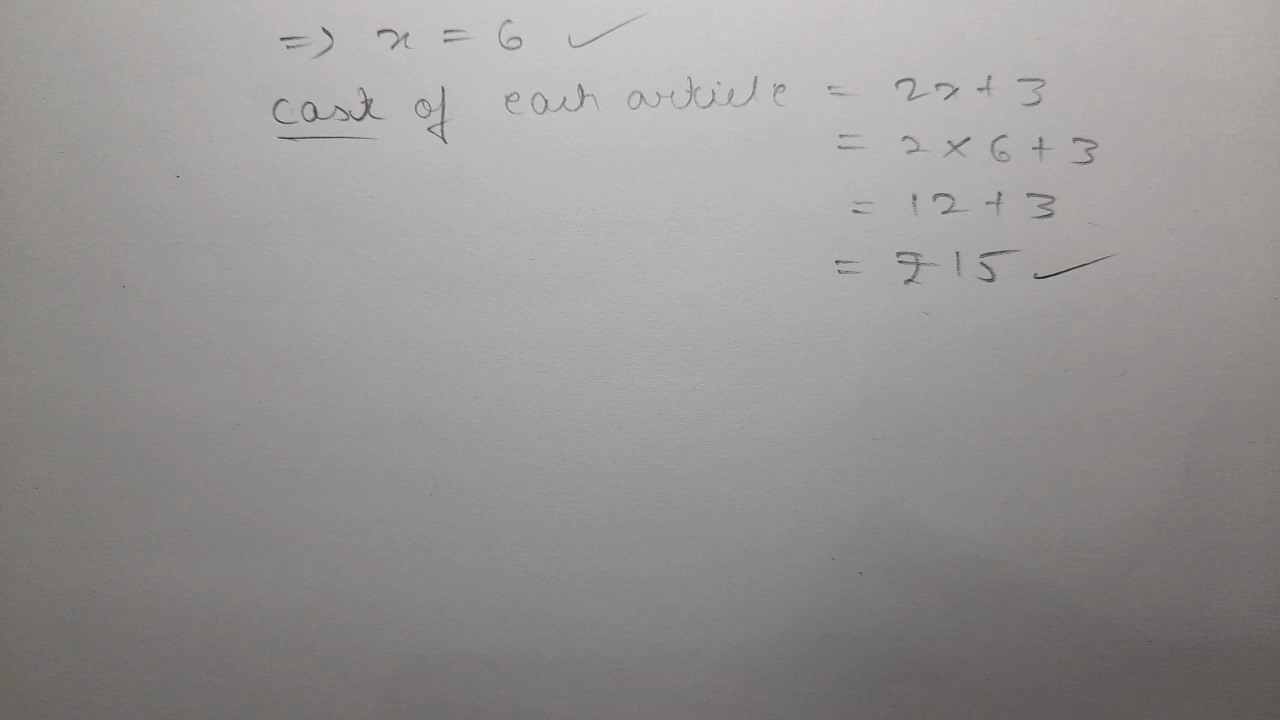 => x = 6 ✓
cost of each article = 2x + 3
= 2 × 6 + 3
= 12 + 3
= ₹ 15 ✓